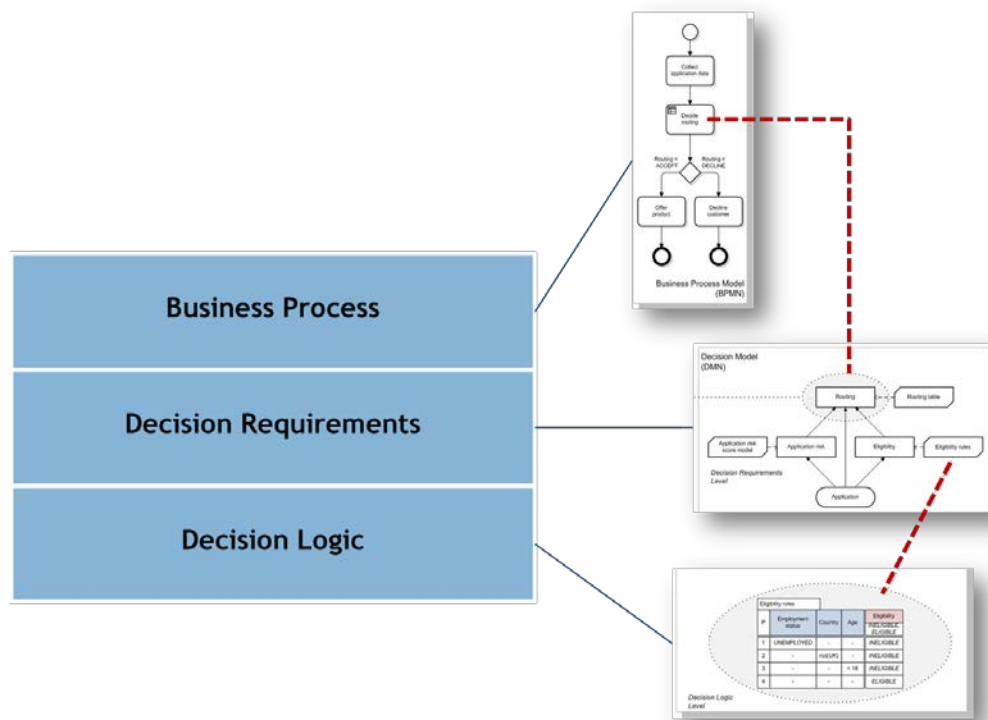 Collect
application data
Decide
routing
Routing =
ACCEPT
Routing =
DECLINE
Offer
product
Decline
customer
Business Process Model
(BPMN)
Business Process
Decision Requirements
Decision Logic
Decision Model
(DMN)
Routing
Routing table
Application risk
score model
Application risk
Eligibility
Eligibility rules
Decision Requirements
Level
Application
Eligibility rules
P
Employment
status
Country
Age
Eligibility
INELIGIBLE,
ELIGIBLE
1 UNEMPLOYED - - INELIGIBLE
2 - not(UK) - INELIGIBLE
3 - - < 18 INELIGIBLE
4 - - - ELIGIBLE
Decision Logic
Level